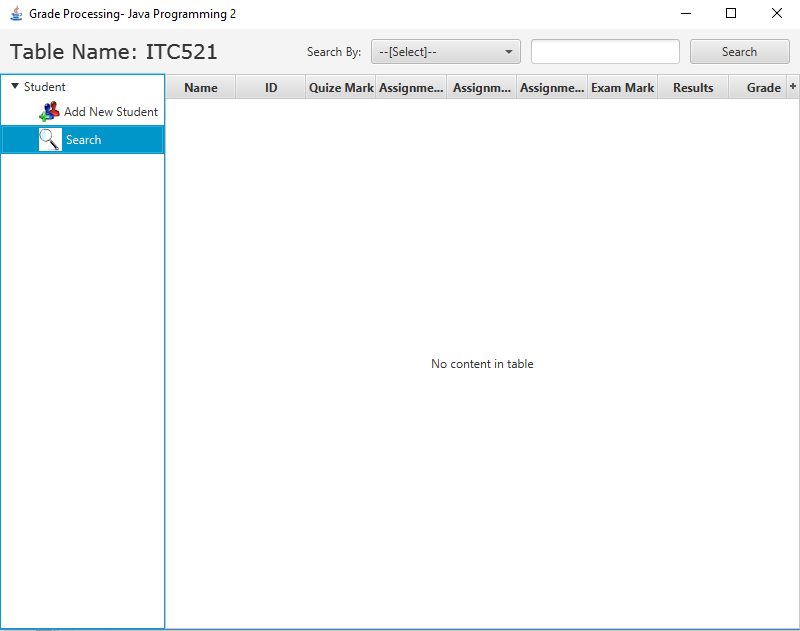 Grade Processing- Java Programming 2
Table Name: ITC521 Search By: --[Select]-- Search
Student
Add New Student
Search
Name ID Quize Mark Assignme... Assignm... Assignme... Exam Mark Results Grade +
No content in table